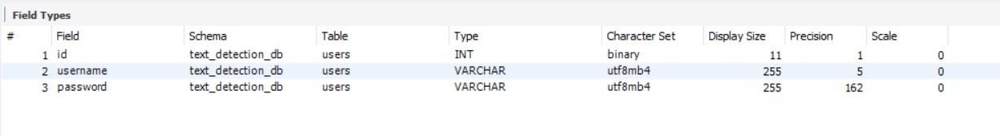 Field Types
# Field Schema Table Type Character Set Display Size Precision Scale
1 id text_detection_db users INT binary 11 1 0
2 username text_detection_db users VARCHAR utf8mb4 255 5 0
3 password text_detection_db users VARCHAR utf8mb4 255 162 0